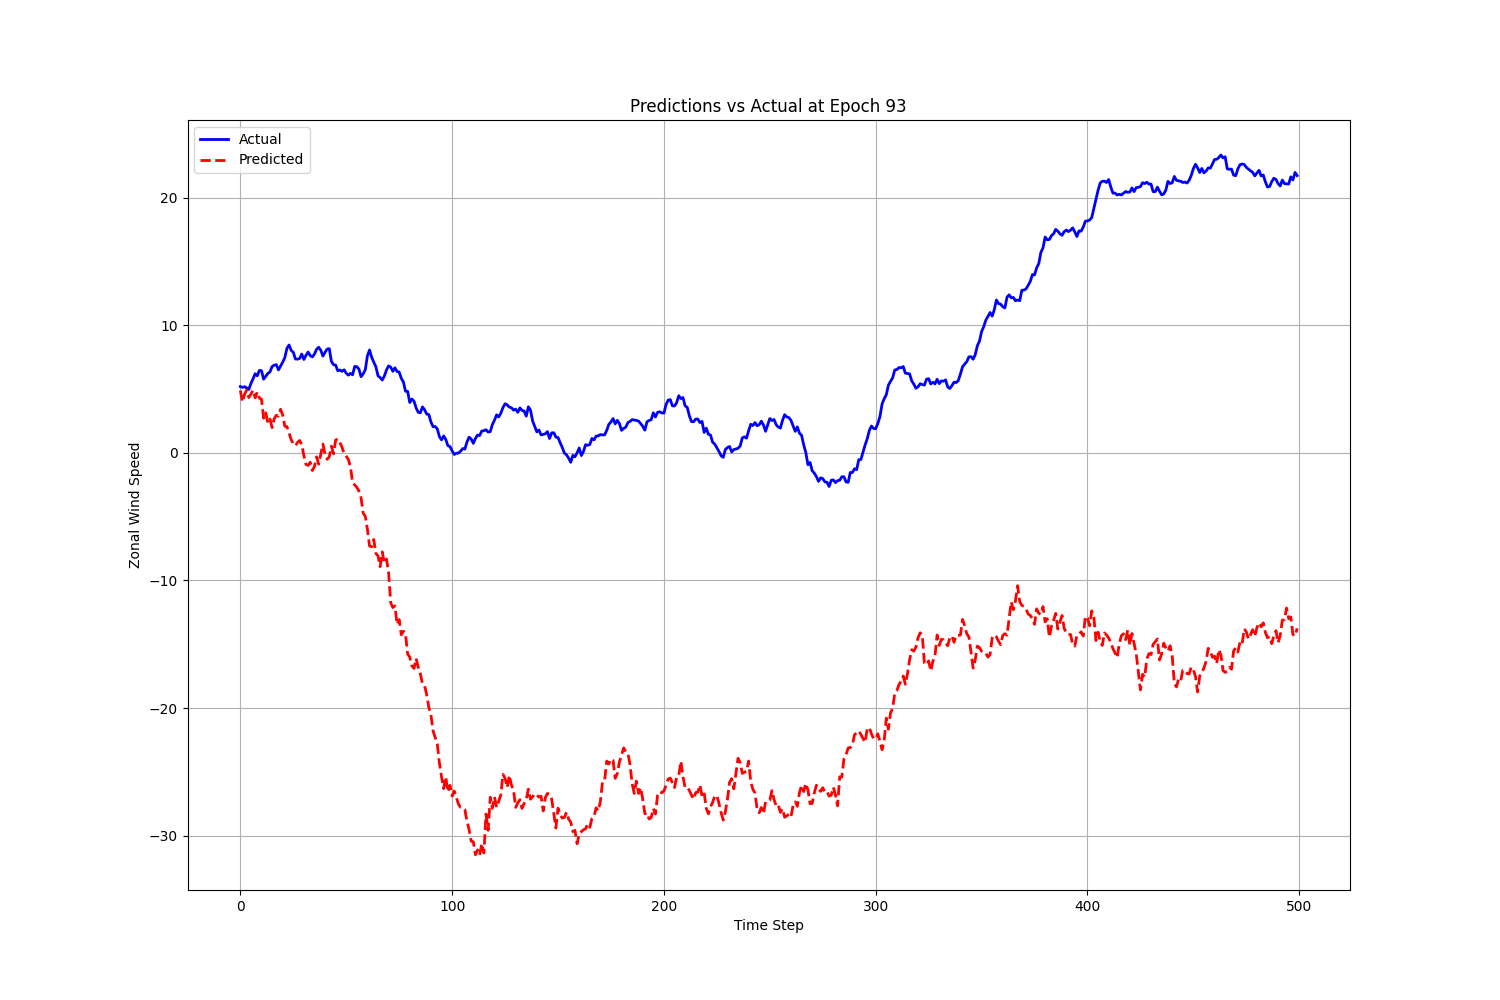 Predictions vs Actual at Epoch 93
Actual
Predicted
Zonal Wind Speed
20
10
0
−10
−20
−30
0 100 200 300 400 500
Time Step